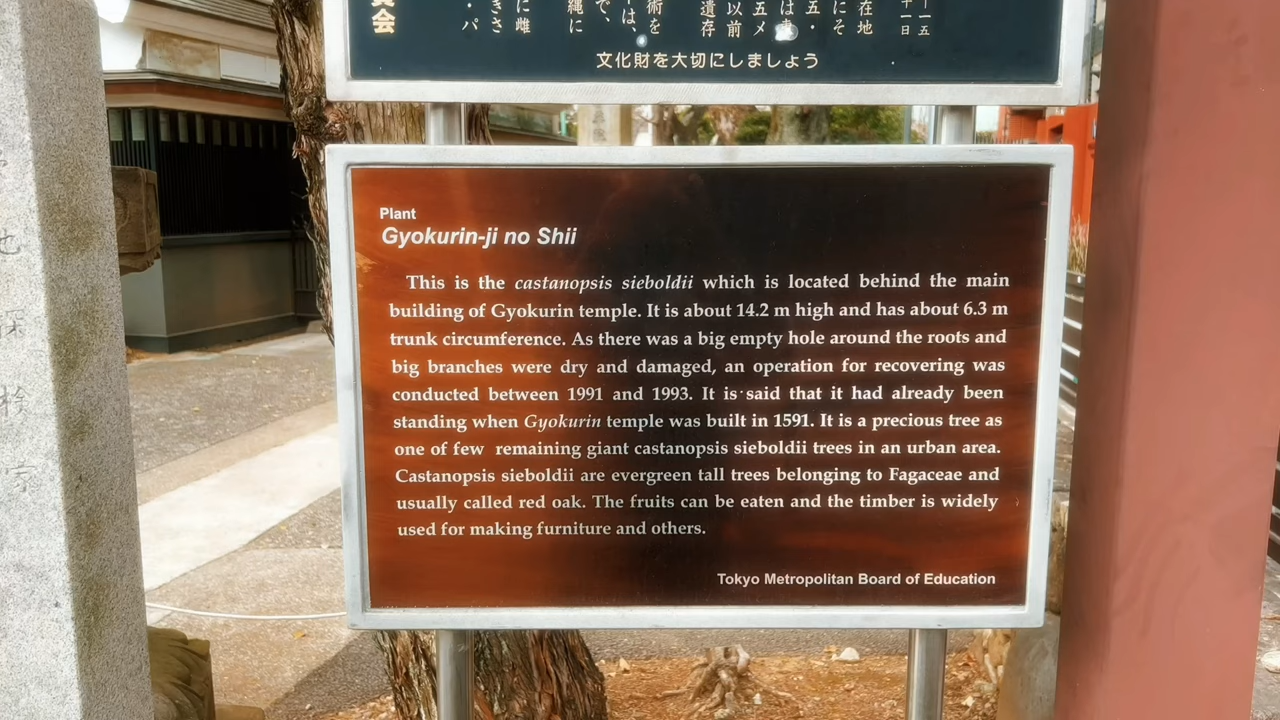 文化財を大切にしましょう
Plant
Gyokurin-ji no Shii
This is the castanopsis sieboldii which is located behind the main
building of Gyokurin temple. It is about 14.2 m high and has about 6.3 m
trunk circumference. As there was a big empty hole around the roots and
big branches were dry and damaged, an operation for recovering was
conducted between 1991 and 1993. It is said that it had already been
standing when Gyokurin temple was built in 1591. It is a precious tree as
one of few remaining giant castanopsis sieboldii trees in an urban area.
Castanopsis sieboldii are evergreen tall trees belonging to Fagaceae and
usually called red oak. The fruits can be eaten and the timber is widely
used for making furniture and others.
Tokyo Metropolitan Board of Education